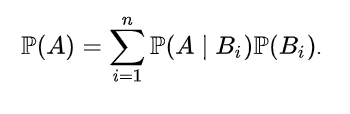 ℙ(A) = ∑_{i=1}^{n} ℙ(A | B_i)ℙ(B_i).